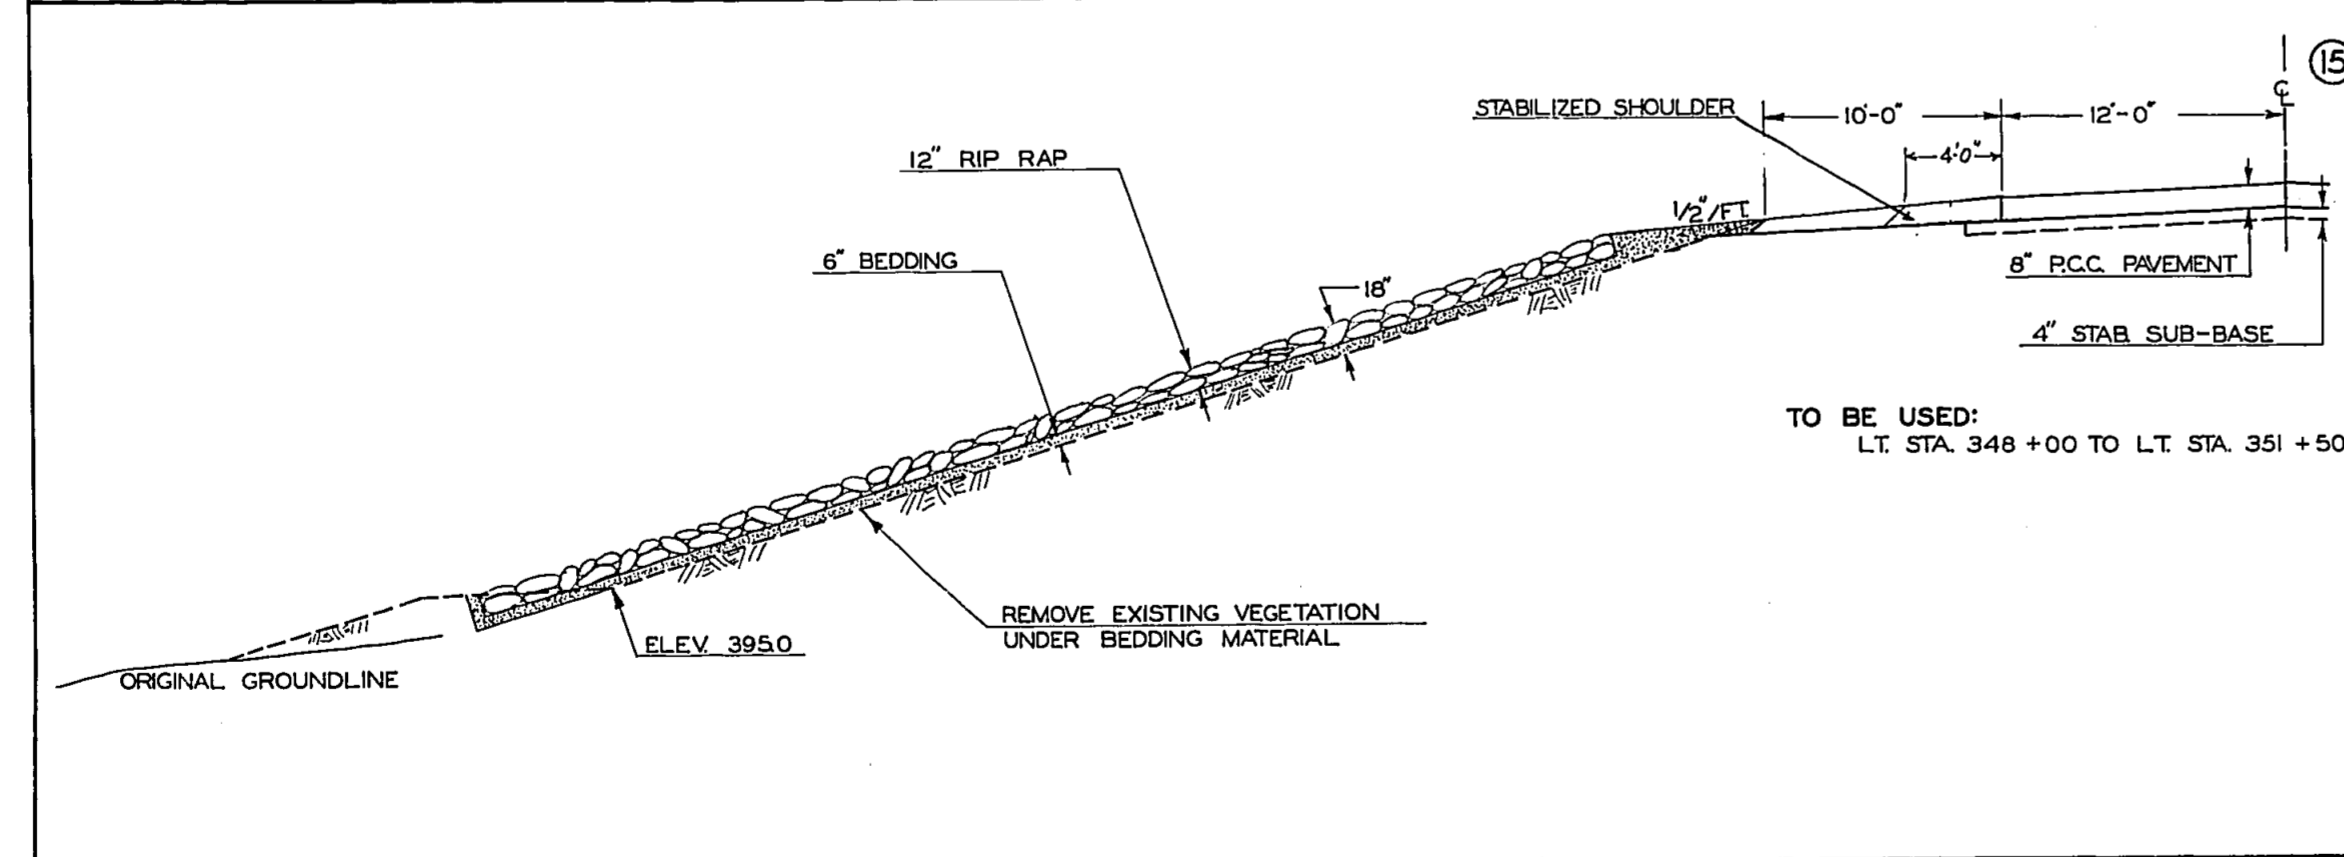 15
℄
STABILIZED SHOULDER
10'-0"
12'-0"
4'-0"
12" RIP RAP
1/2"/FT.
6" BEDDING
18"
8" P.C.C. PAVEMENT
4" STAB. SUB-BASE
TO BE USED:
LT. STA. 348 +00 TO LT. STA. 351 +50
REMOVE EXISTING VEGETATION
UNDER BEDDING MATERIAL
ELEV. 395.0
ORIGINAL GROUNDLINE